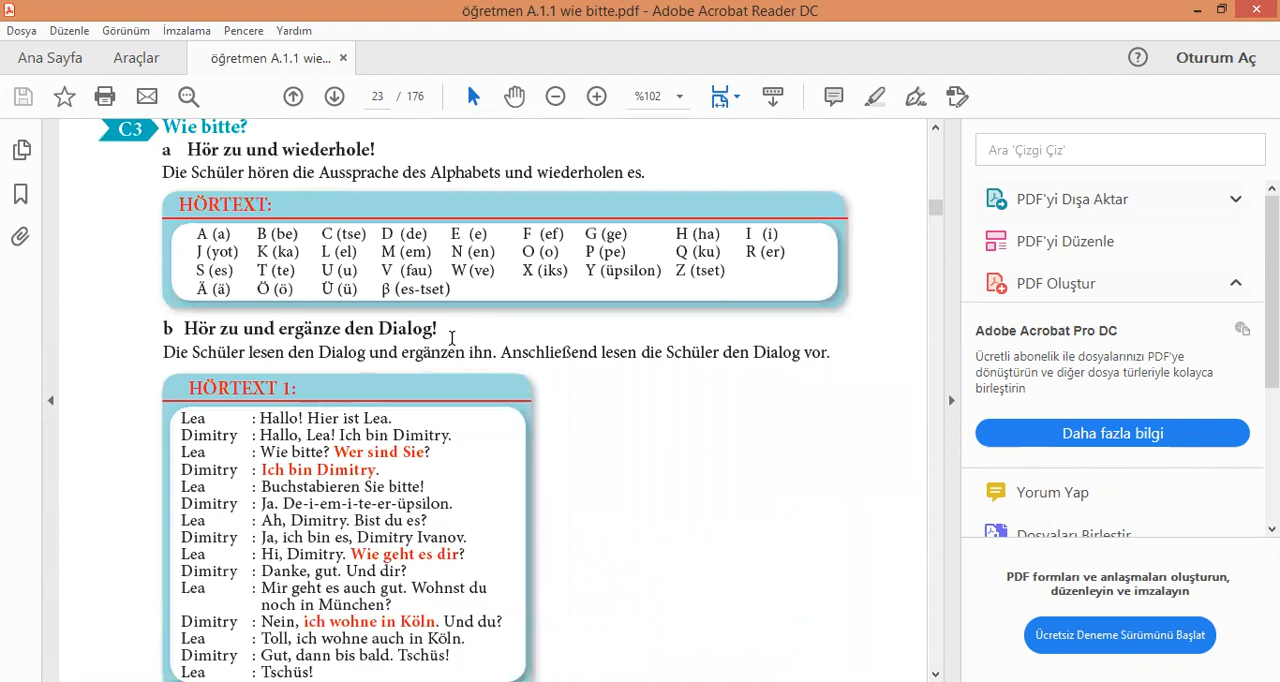 öğretmen A.1.1 wie bitte.pdf - Adobe Acrobat Reader DC
Dosya Düzenle Görünüm İmzalama Pencere Yardım
Ana Sayfa Araçlar öğretmen A.1.1 wie... × Oturum Aç
23 / 176 %102
C3 Wie bitte?
a Hör zu und wiederhole!
Die Schüler hören die Aussprache des Alphabets und wiederholen es.
HÖRTEXT:
A (a) B (be) C (tse) D (de) E (e) F (ef) G (ge) H (ha) I (i)
J (yot) K (ka) L (el) M (em) N (en) O (o) P (pe) Q (ku) R (er)
S (es) T (te) U (u) V (fau) W (ve) X (iks) Y (üpsilon) Z (tset)
Ä (ä) Ö (ö) Ü (ü) β (es-tset)
b Hör zu und ergänze den Dialog!
Die Schüler lesen den Dialog und ergänzen ihn. Anschließend lesen die Schüler den Dialog vor.
HÖRTEXT 1:
Lea : Hallo! Hier ist Lea.
Dimitry : Hallo, Lea! Ich bin Dimitry.
Lea : Wie bitte? Wer sind Sie?
Dimitry : Ich bin Dimitry.
Lea : Buchstabieren Sie bitte!
Dimitry : Ja. De-i-em-i-te-er-üpsilon.
Lea : Ah, Dimitry. Bist du es?
Dimitry : Ja, ich bin es, Dimitry Ivanov.
Lea : Hi, Dimitry. Wie geht es dir?
Dimitry : Danke, gut. Und dir?
Lea : Mir geht es auch gut. Wohnst du
noch in München?
Dimitry : Nein, ich wohne in Köln. Und du?
Lea : Toll, ich wohne auch in Köln.
Dimitry : Gut, dann bis bald. Tschüs!
Lea : Tschüs!
Ara 'Çizgi Çiz'
PDF'yi Dışa Aktar
PDF'yi Düzenle
PDF Oluştur
Adobe Acrobat Pro DC
Ücretli abonelik ile dosyalarınızı PDF'ye
dönüştürün ve diğer dosya türleriyle kolayca
birleştirin
Daha fazla bilgi
Yorum Yap
Dosyaları Birleştir
PDF formları ve anlaşmaları oluşturun,
düzenleyin ve imzalayın
Ücretsiz Deneme Sürümünü Başlat